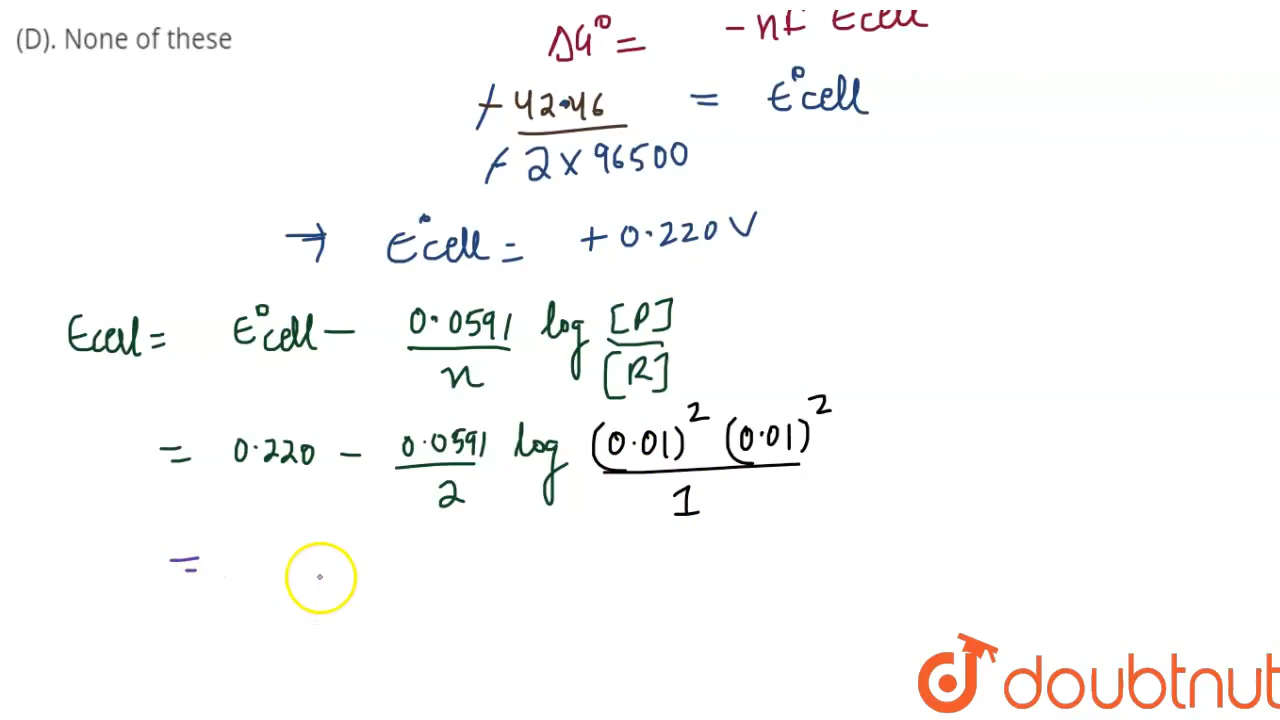 (D). None of these
ΔG° = -nF Ecell
-42.46 / -2 × 96500 = E°cell
→ E°cell = +0.220 V
Ecell = E°cell - 0.0591 / n log [P] / [R]
= 0.220 - 0.0591 / 2 log (0.01)² (0.01)² / 1
=
doubtnut